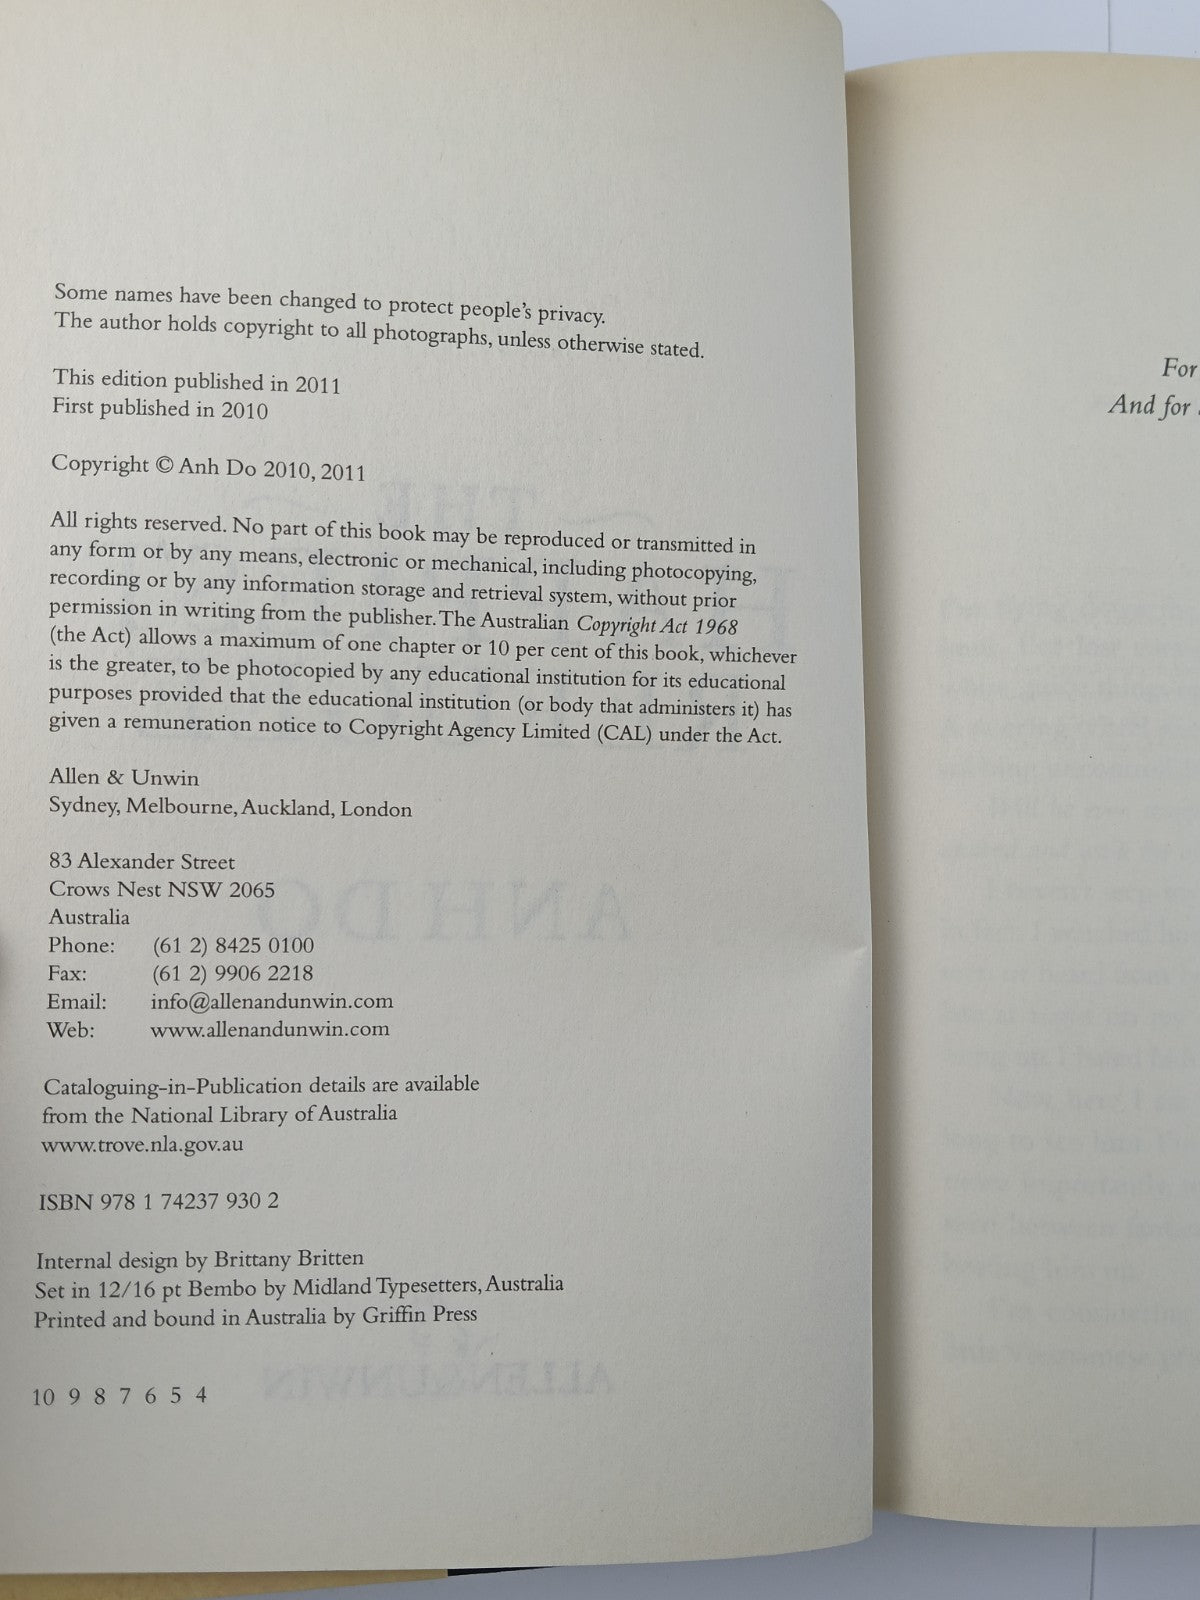 Some names have been changed to protect people's privacy.
The author holds copyright to all photographs, unless otherwise stated.
This edition published in 2011
First published in 2010
Copyright © Anh Do 2010, 2011
All rights reserved. No part of this book may be reproduced or transmitted in
any form or by any means, electronic or mechanical, including photocopying,
recording or by any information storage and retrieval system, without prior
permission in writing from the publisher. The Australian Copyright Act 1968
(the Act) allows a maximum of one chapter or 10 per cent of this book, whichever
is the greater, to be photocopied by any educational institution for its educational
purposes provided that the educational institution (or body that administers it) has
given a remuneration notice to Copyright Agency Limited (CAL) under the Act.
Allen & Unwin
Sydney, Melbourne, Auckland, London
83 Alexander Street
Crows Nest NSW 2065
Australia
Phone: (61 2) 8425 0100
Fax: (61 2) 9906 2218
Email: info@allenandunwin.com
Web: www.allenandunwin.com
Cataloguing-in-Publication details are available
from the National Library of Australia
www.trove.nla.gov.au
ISBN 978 1 74237 930 2
Internal design by Brittany Britten
Set in 12/16 pt Bembo by Midland Typesetters, Australia
Printed and bound in Australia by Griffin Press
10 9 8 7 6 5 4
For
And for